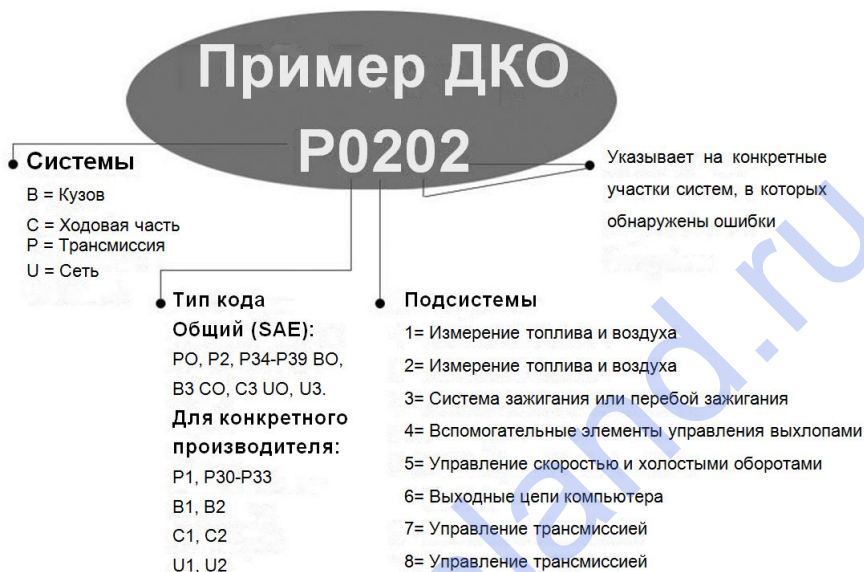 Пример ДКО
P0202
Системы
B = Кузов
C = Ходовая часть
P = Трансмиссия
U = Сеть
Указывает на конкретные
участки систем, в которых
обнаружены ошибки
Тип кода
Общий (SAE):
PO, P2, P34-P39 BO,
B3 CO, C3 UO, U3.
Для конкретного
производителя:
P1, P30-P33
B1, B2
C1, C2
U1, U2
Подсистемы
1= Измерение топлива и воздуха
2= Измерение топлива и воздуха
3= Система зажигания или перебой зажигания
4= Вспомогательные элементы управления выхлопами
5= Управление скоростью и холостыми оборотами
6= Выходные цепи компьютера
7= Управление трансмиссией
8= Управление трансмиссией
nland.ru